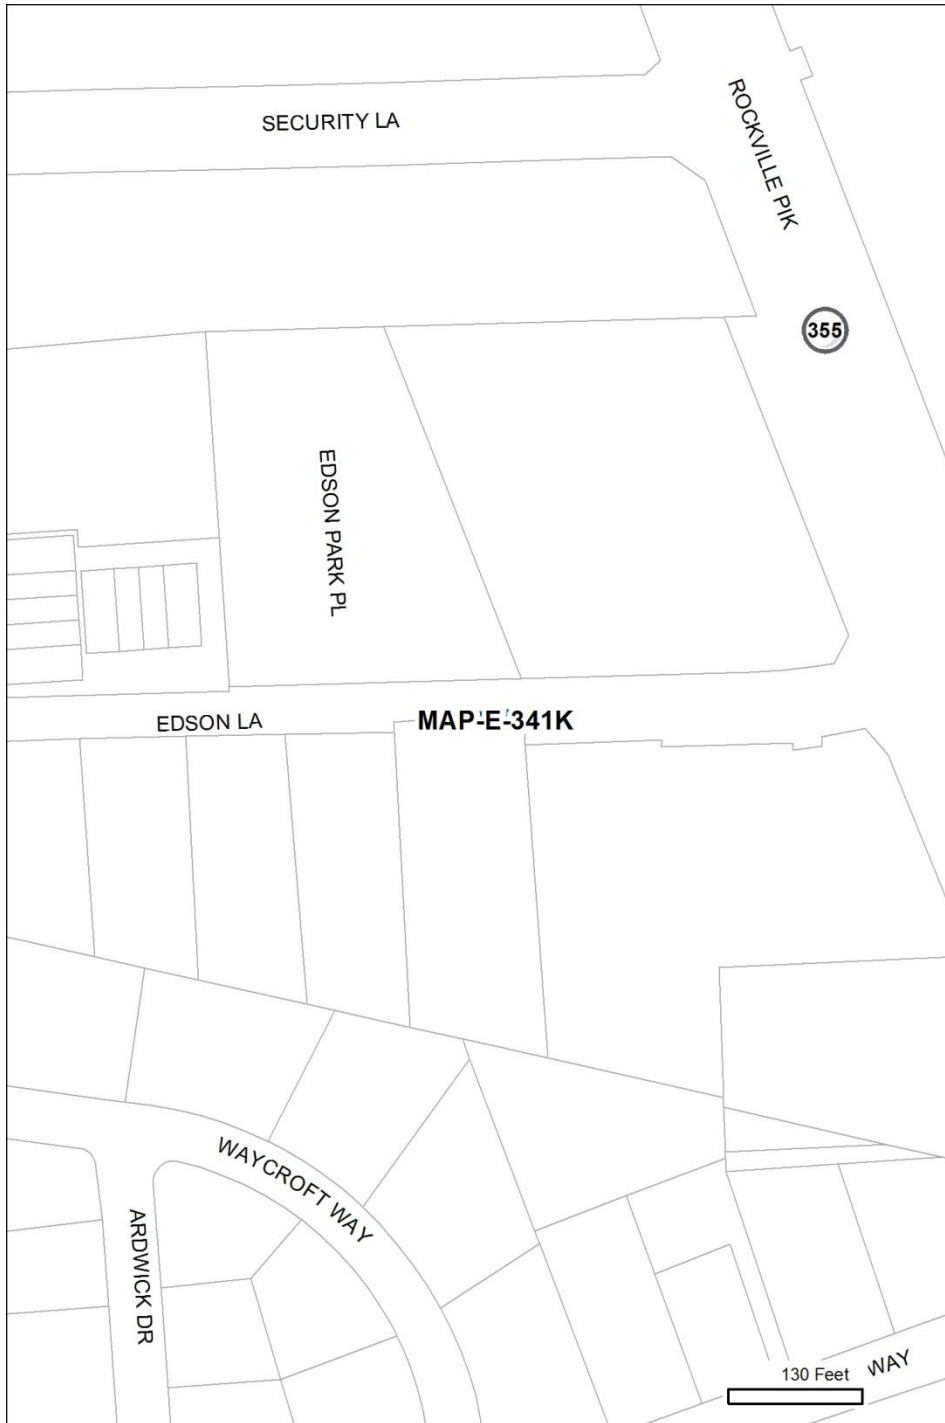 SECURITY LA
ROCKVILLE PIK
355
EDSON PARK PL
EDSON LA
MAP-E-341K
WAYCROFT WAY
ARDWICK DR
130 Feet
WAY